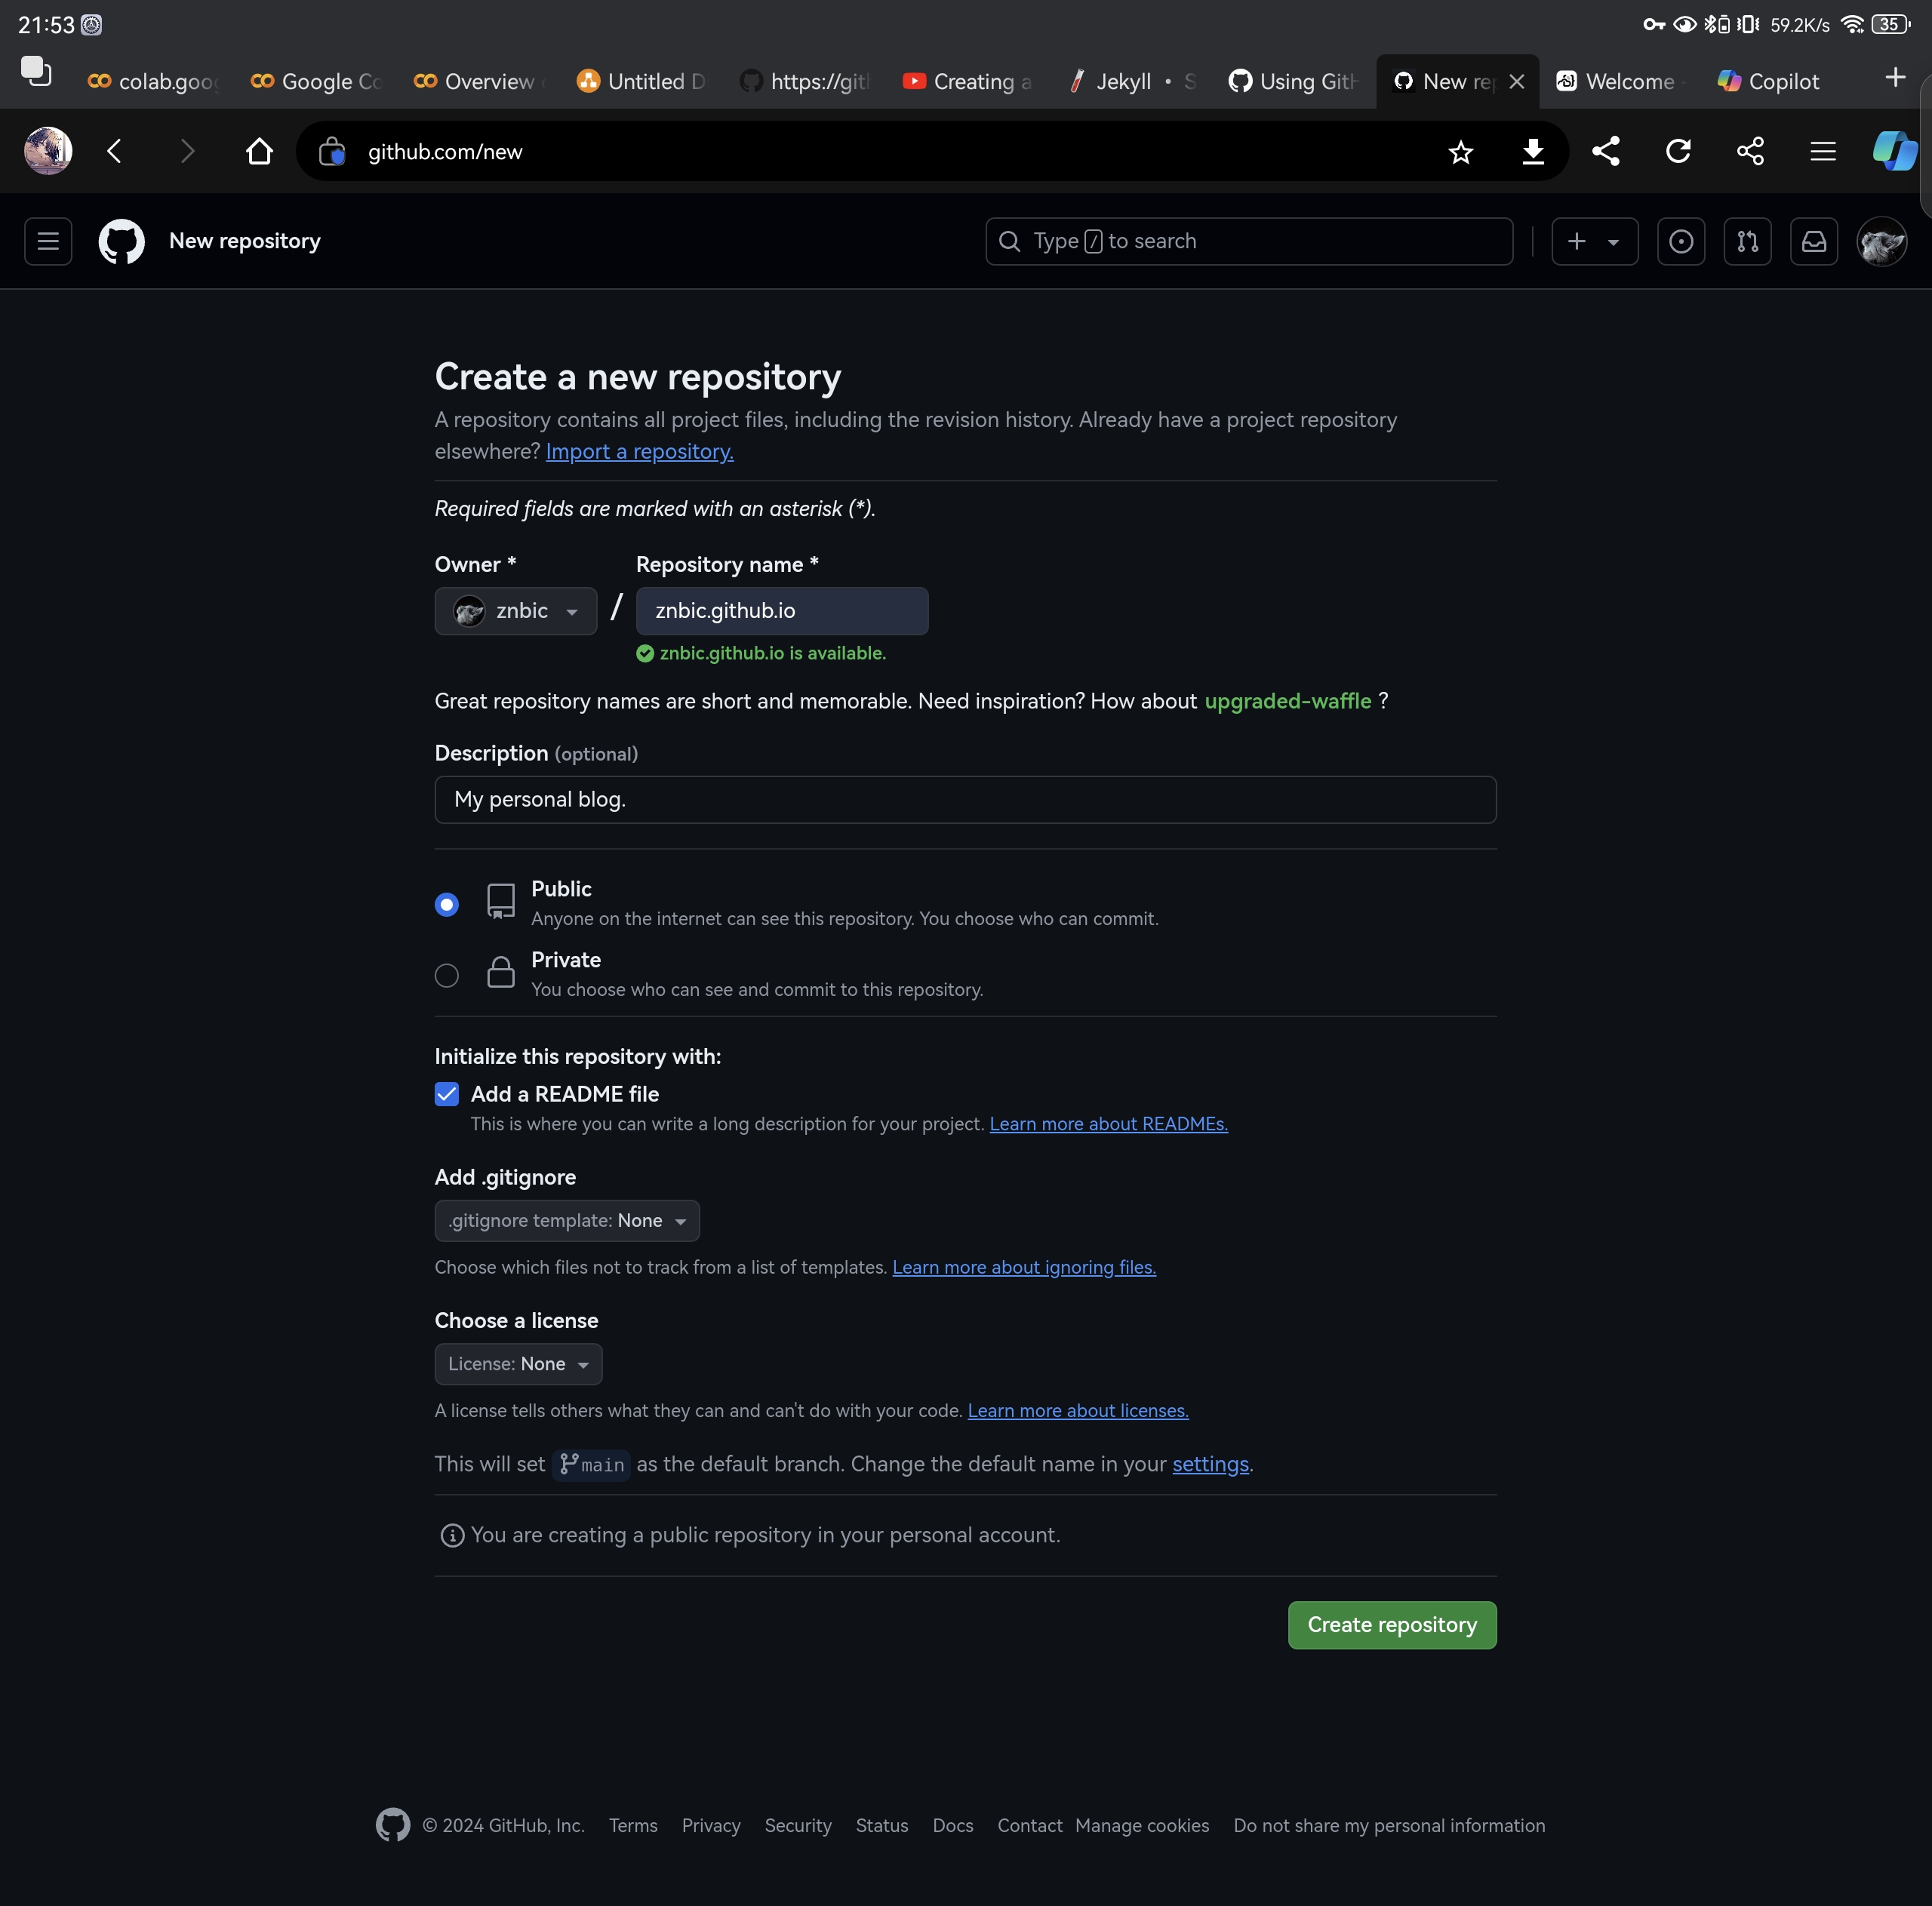 21:53
59.2K/s 35
colab.goo Google Co Overview Untitled D https://git Creating a Jekyll • S Using Git New rep Welcome Copilot
github.com/new
New repository
Type / to search
Create a new repository
A repository contains all project files, including the revision history. Already have a project repository
elsewhere? Import a repository.
Required fields are marked with an asterisk (*).
Owner * Repository name *
znbic / znbic.github.io
znbic.github.io is available.
Great repository names are short and memorable. Need inspiration? How about upgraded-waffle ?
Description (optional)
My personal blog.
Public
Anyone on the internet can see this repository. You choose who can commit.
Private
You choose who can see and commit to this repository.
Initialize this repository with:
Add a README file
This is where you can write a long description for your project. Learn more about READMEs.
Add .gitignore
.gitignore template: None
Choose which files not to track from a list of templates. Learn more about ignoring files.
Choose a license
License: None
A license tells others what they can and can't do with your code. Learn more about licenses.
This will set main as the default branch. Change the default name in your settings.
You are creating a public repository in your personal account.
Create repository
© 2024 GitHub, Inc. Terms Privacy Security Status Docs Contact Manage cookies Do not share my personal information